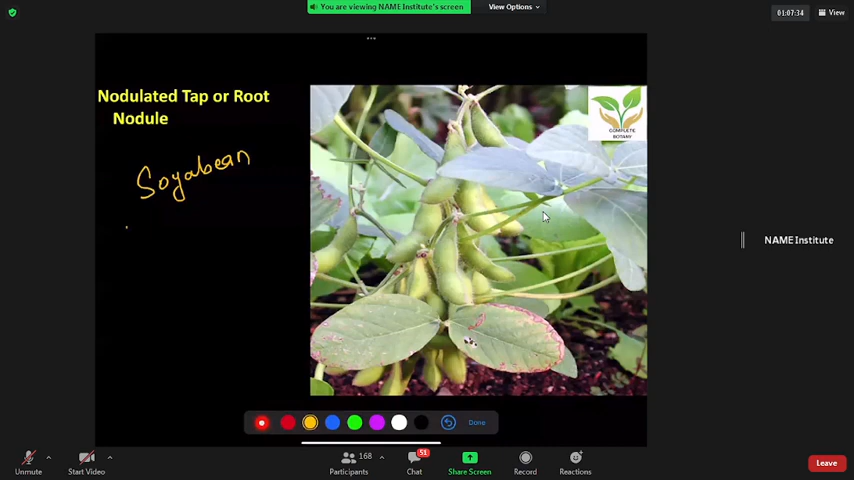 You are viewing NAME Institute's screen
View Options
01:07:34
View
Nodulated Tap or Root
Nodule
COMPLETE
BOTANY
Soyabean
NAME Institute
Done
168
51
Unmute
Start Video
Participants
Chat
Share Screen
Record
Reactions
Leave